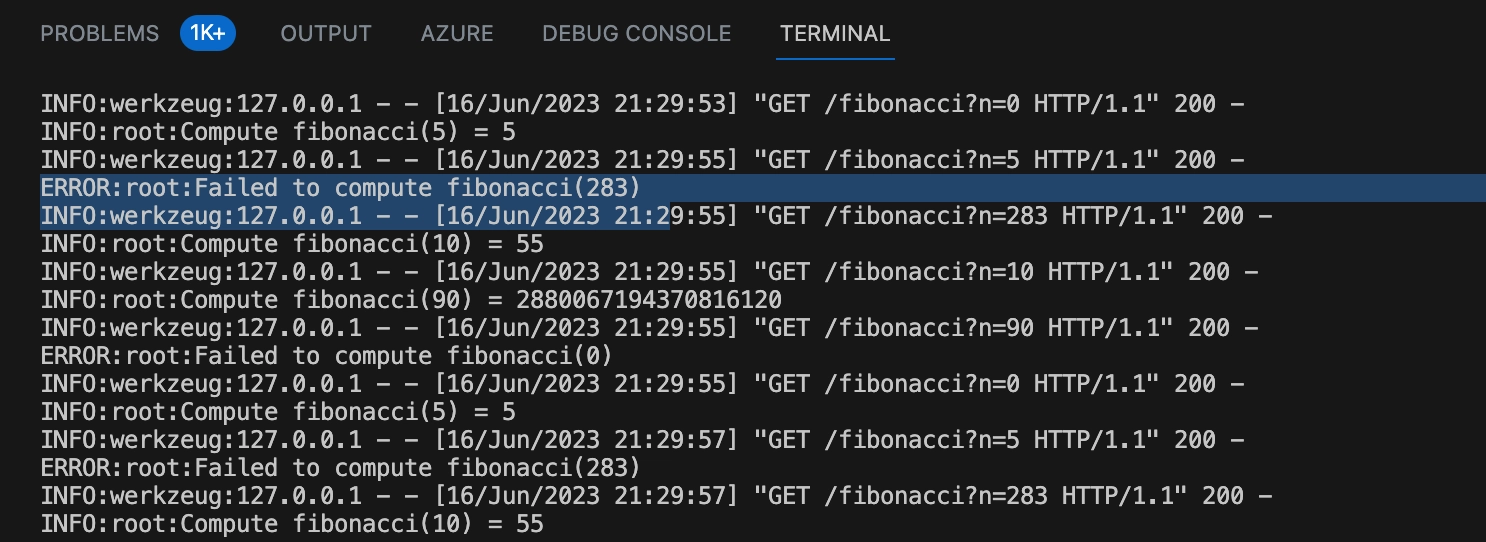 PROBLEMS 1K+ OUTPUT AZURE DEBUG CONSOLE TERMINAL
INFO:werkzeug:127.0.0.1 - - [16/Jun/2023 21:29:53] "GET /fibonacci?n=0 HTTP/1.1" 200 -
INFO:root:Compute fibonacci(5) = 5
INFO:werkzeug:127.0.0.1 - - [16/Jun/2023 21:29:55] "GET /fibonacci?n=5 HTTP/1.1" 200 -
ERROR:root:Failed to compute fibonacci(283)
INFO:werkzeug:127.0.0.1 - - [16/Jun/2023 21:29:55] "GET /fibonacci?n=283 HTTP/1.1" 200 -
INFO:root:Compute fibonacci(10) = 55
INFO:werkzeug:127.0.0.1 - - [16/Jun/2023 21:29:55] "GET /fibonacci?n=10 HTTP/1.1" 200 -
INFO:root:Compute fibonacci(90) = 2880067194370816120
INFO:werkzeug:127.0.0.1 - - [16/Jun/2023 21:29:55] "GET /fibonacci?n=90 HTTP/1.1" 200 -
ERROR:root:Failed to compute fibonacci(0)
INFO:werkzeug:127.0.0.1 - - [16/Jun/2023 21:29:55] "GET /fibonacci?n=0 HTTP/1.1" 200 -
INFO:root:Compute fibonacci(5) = 5
INFO:werkzeug:127.0.0.1 - - [16/Jun/2023 21:29:57] "GET /fibonacci?n=5 HTTP/1.1" 200 -
ERROR:root:Failed to compute fibonacci(283)
INFO:werkzeug:127.0.0.1 - - [16/Jun/2023 21:29:57] "GET /fibonacci?n=283 HTTP/1.1" 200 -
INFO:root:Compute fibonacci(10) = 55